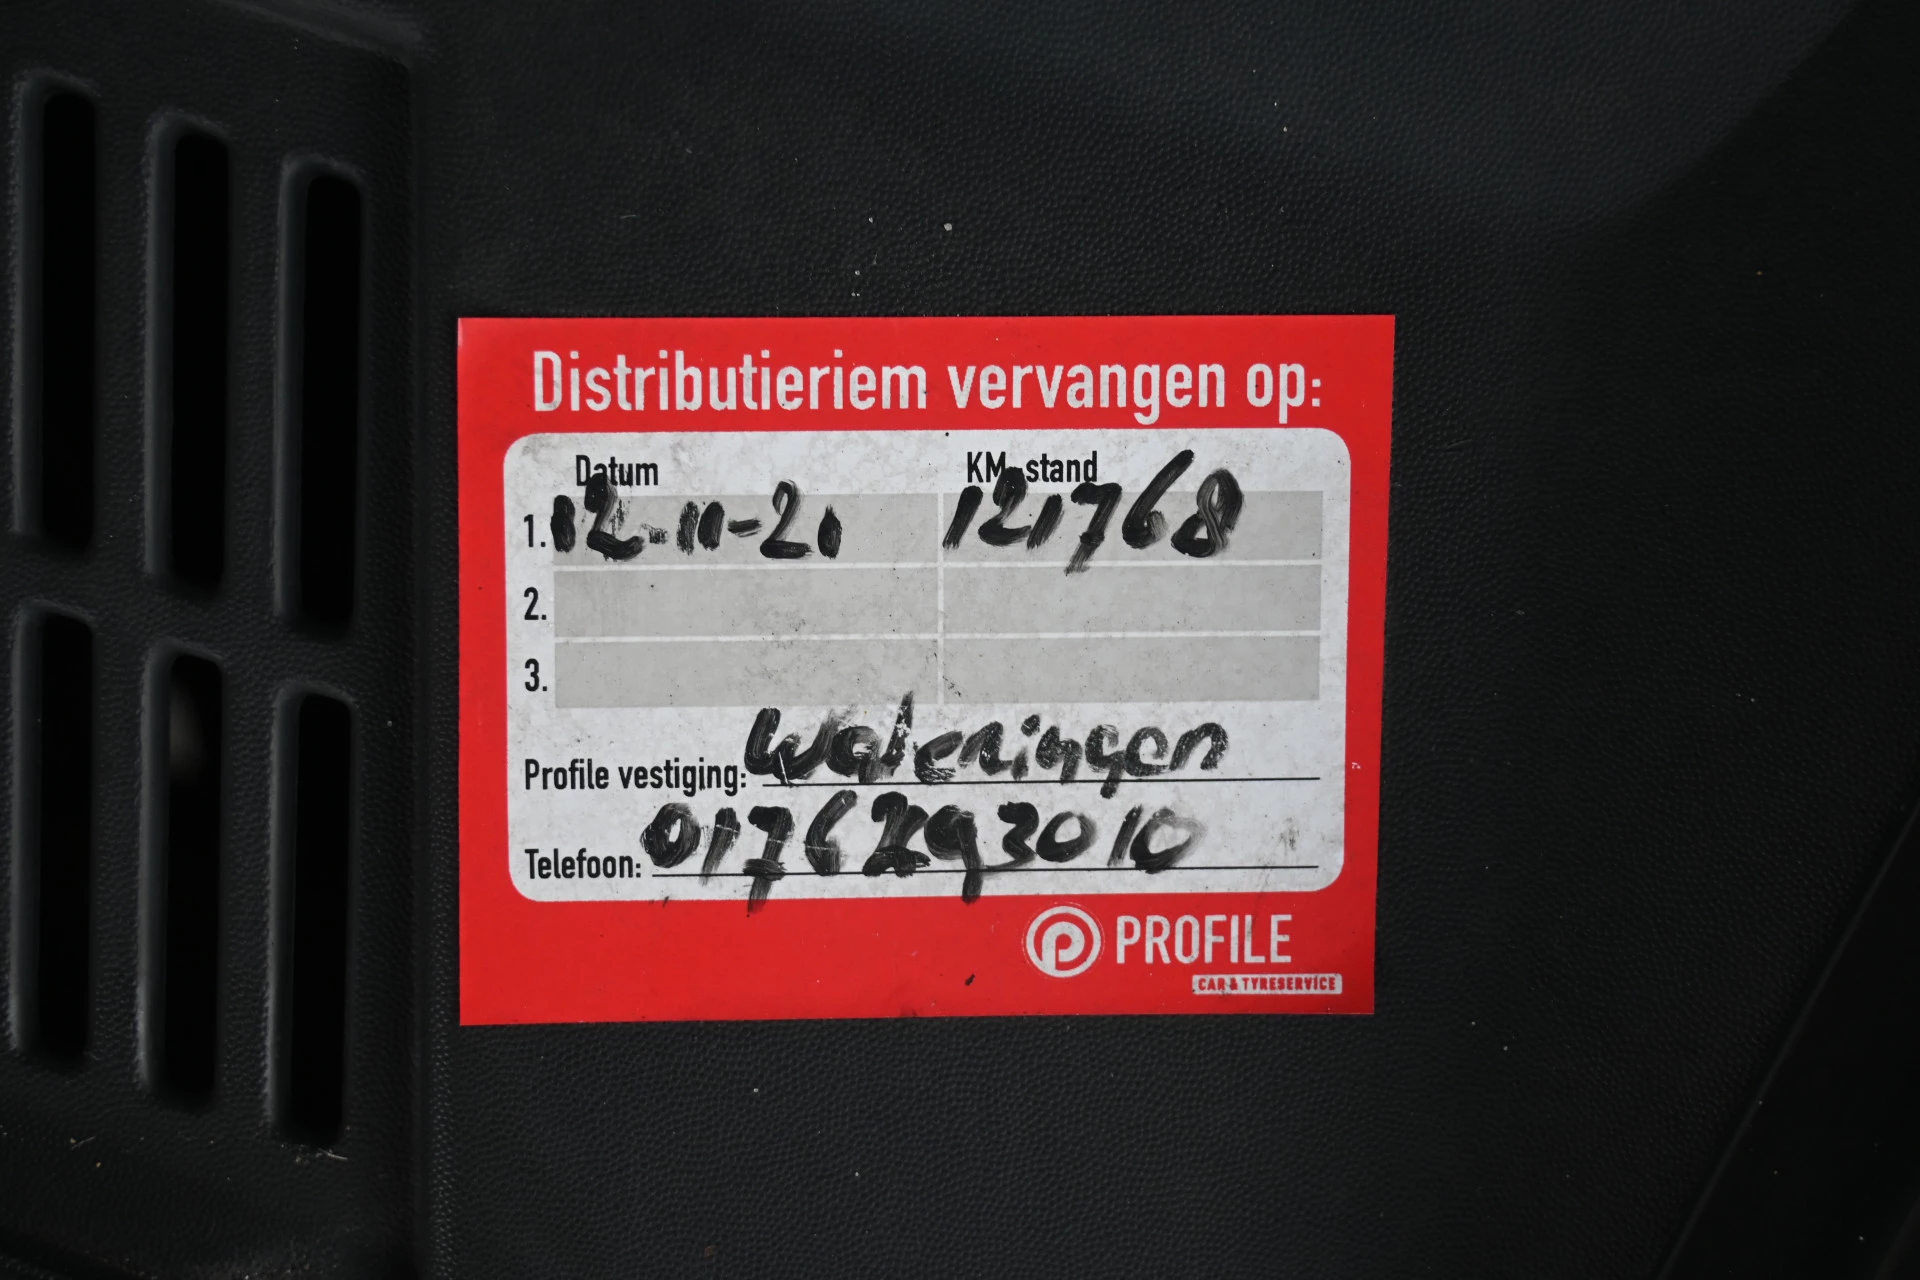 Distributieriem vervangen op:
Datum KM-stand
1. 12-11-21 121768
2.
3.
Profile vestiging: Wateringen
Telefoon: 0176293010
PROFILE
CAR & TYRESERVICE